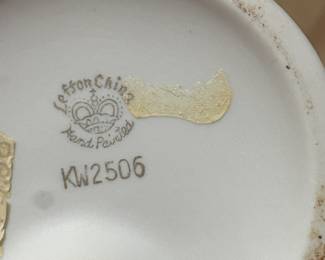 Lefton China
Hand Painted
KW2506